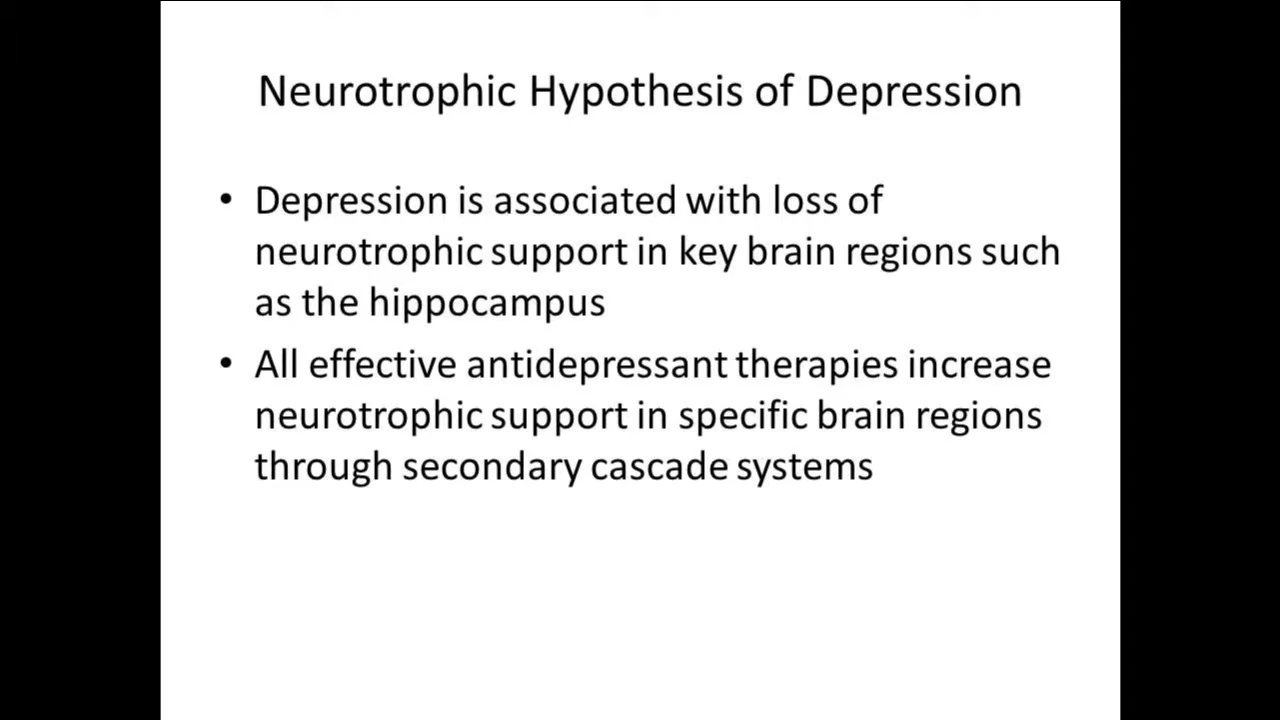 Neurotrophic Hypothesis of Depression
• Depression is associated with loss of
neurotrophic support in key brain regions such
as the hippocampus
• All effective antidepressant therapies increase
neurotrophic support in specific brain regions
through secondary cascade systems